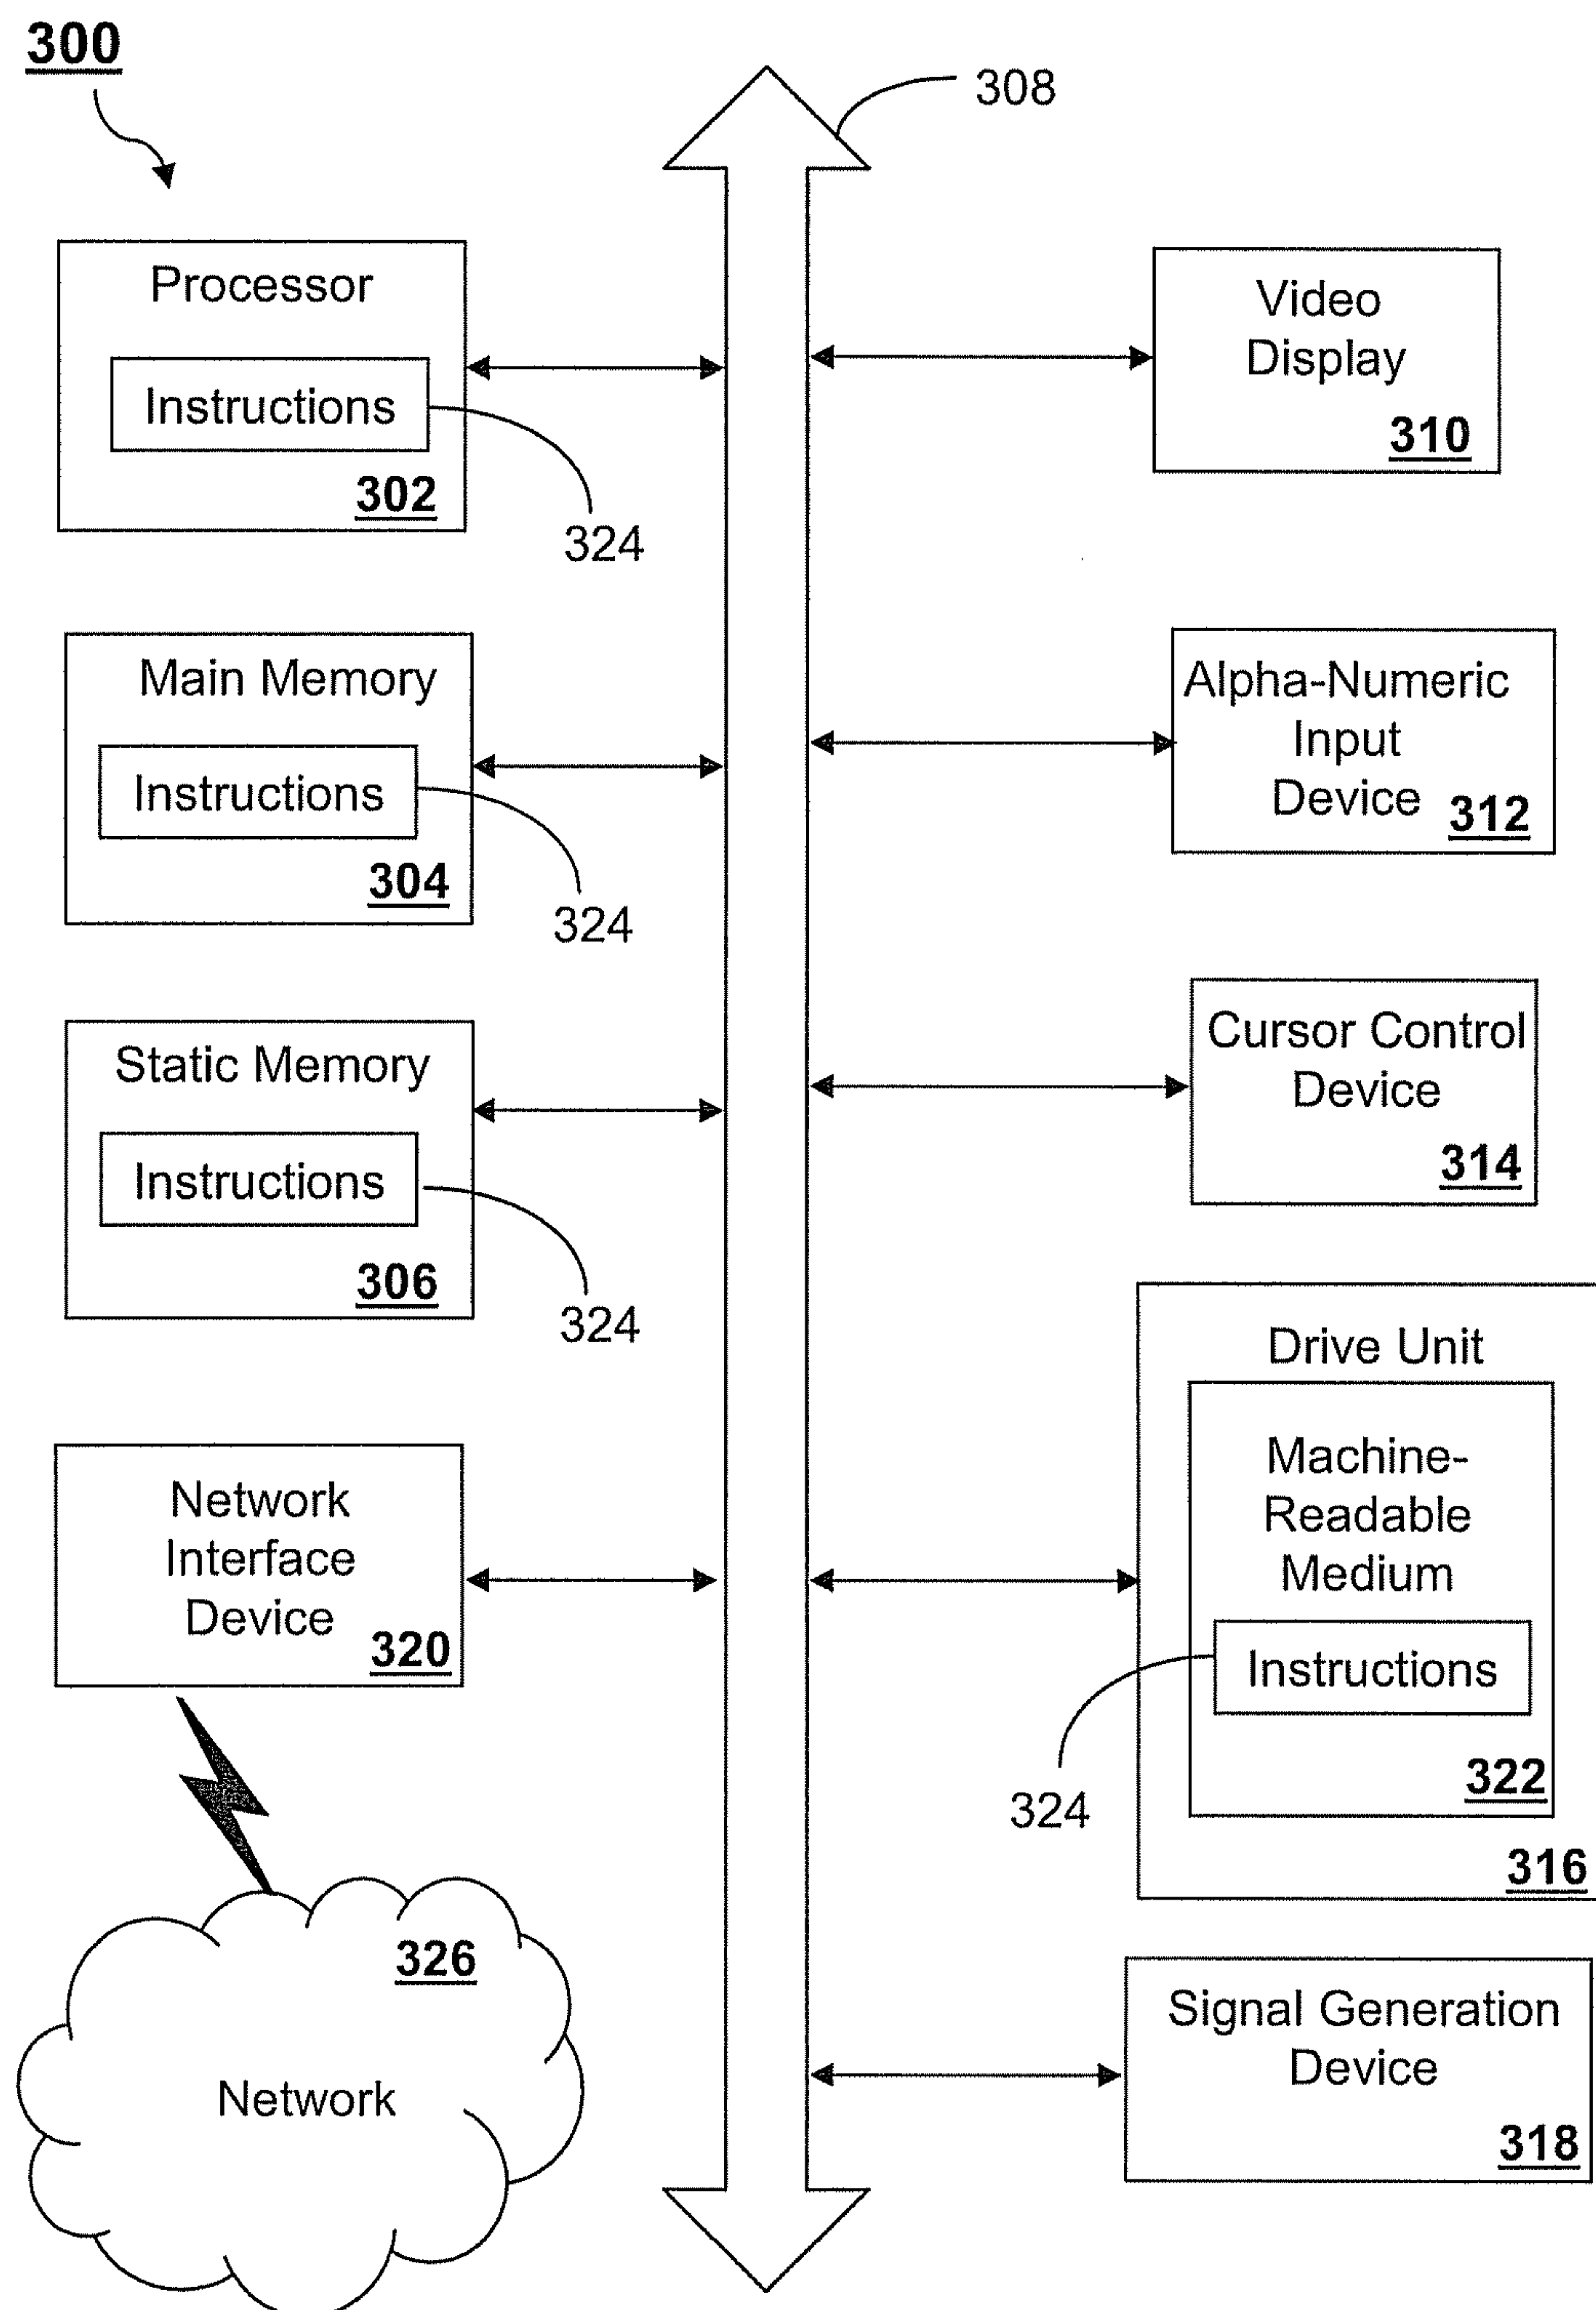 300
308
Processor
Instructions
302
324
Main Memory
Instructions
304
324
Static Memory
Instructions
306
324
Network
Interface
Device
320
326
Network
Video
Display
310
Alpha-Numeric
Input
Device
312
Cursor Control
Device
314
Drive Unit
Machine-
Readable
Medium
Instructions
324
322
316
Signal Generation
Device
318